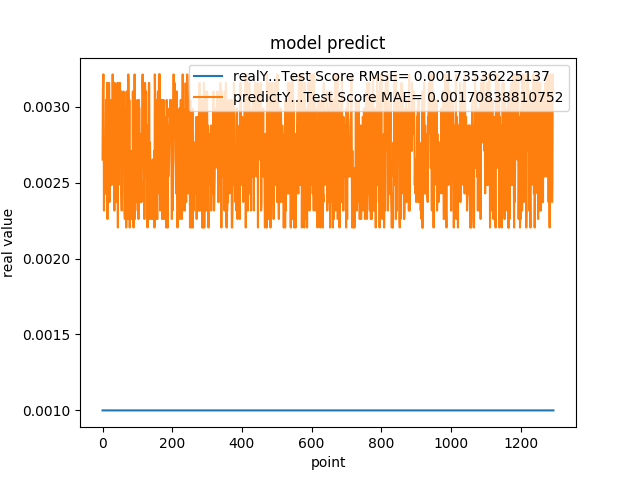 model predict
realY...Test Score RMSE= 0.00173536225137
predictY...Test Score MAE= 0.00170838810752
0.0030
0.0025
0.0020
0.0015
0.0010
real value
0 200 400 600 800 1000 1200
point